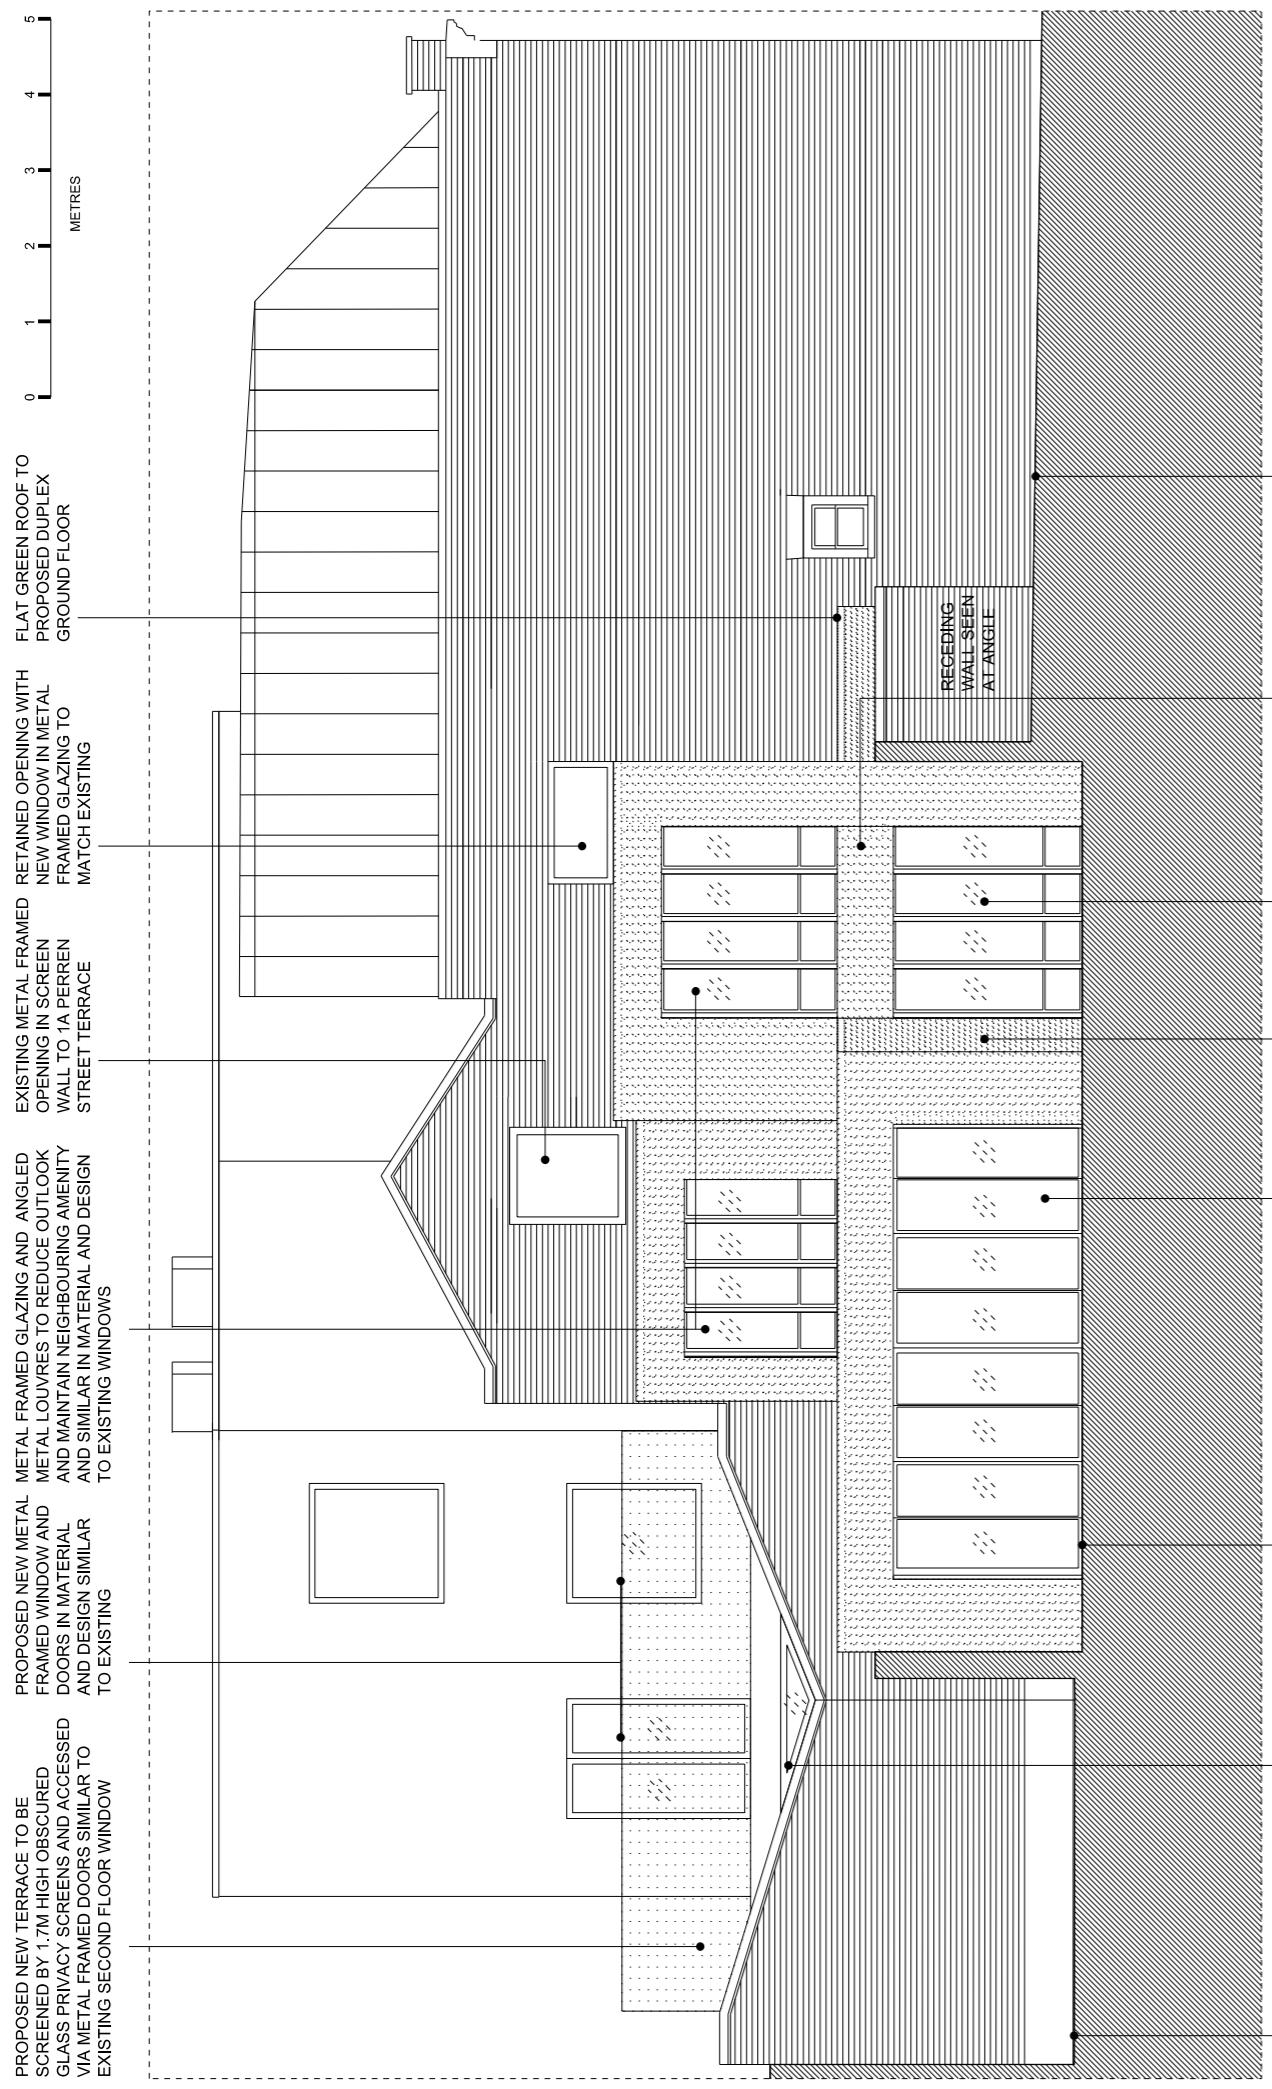 PROPOSED NEW TERRACE TO BE
SCREENED BY 1.7M HIGH OBSCURED
GLASS PRIVACY SCREENS AND ACCESSED
VIA METAL FRAMED DOORS SIMILAR TO
EXISTING SECOND FLOOR WINDOW
PROPOSED NEW METAL
FRAMED WINDOW AND
DOORS IN MATERIAL
AND DESIGN SIMILAR
TO EXISTING
METAL FRAMED GLAZING AND ANGLED
METAL LOUVRES TO REDUCE OUTLOOK
AND MAINTAIN NEIGHBOURING AMENITY
AND SIMILAR IN MATERIAL AND DESIGN
TO EXISTING WINDOWS
EXISTING METAL FRAMED
OPENING IN SCREEN
WALL TO 1A PERREN
STREET TERRACE
RETAINED OPENING WITH
NEW WINDOW IN METAL
FRAMED GLAZING TO
MATCH EXISTING
FLAT GREEN ROOF TO
PROPOSED DUPLEX
GROUND FLOOR
0 1 2 3 4 5
METRES
RECEDING
WALL SEEN
AT ANGLE